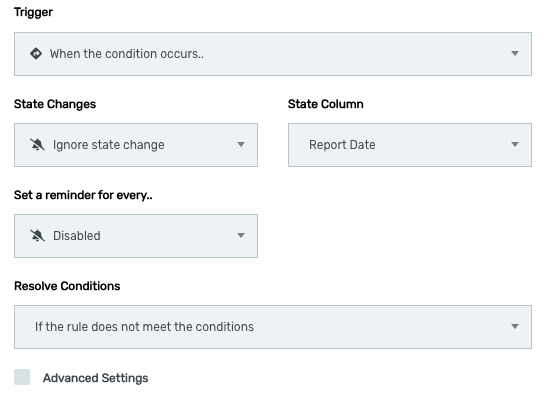 Trigger
When the condition occurs..
State Changes
State Column
Ignore state change
Report Date
Set a reminder for every..
Disabled
Resolve Conditions
If the rule does not meet the conditions
Advanced Settings